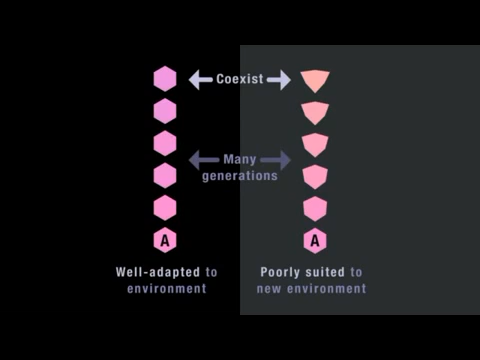 Coexist
Many
generations
A
A
Well-adapted to
environment
Poorly suited to
new environment